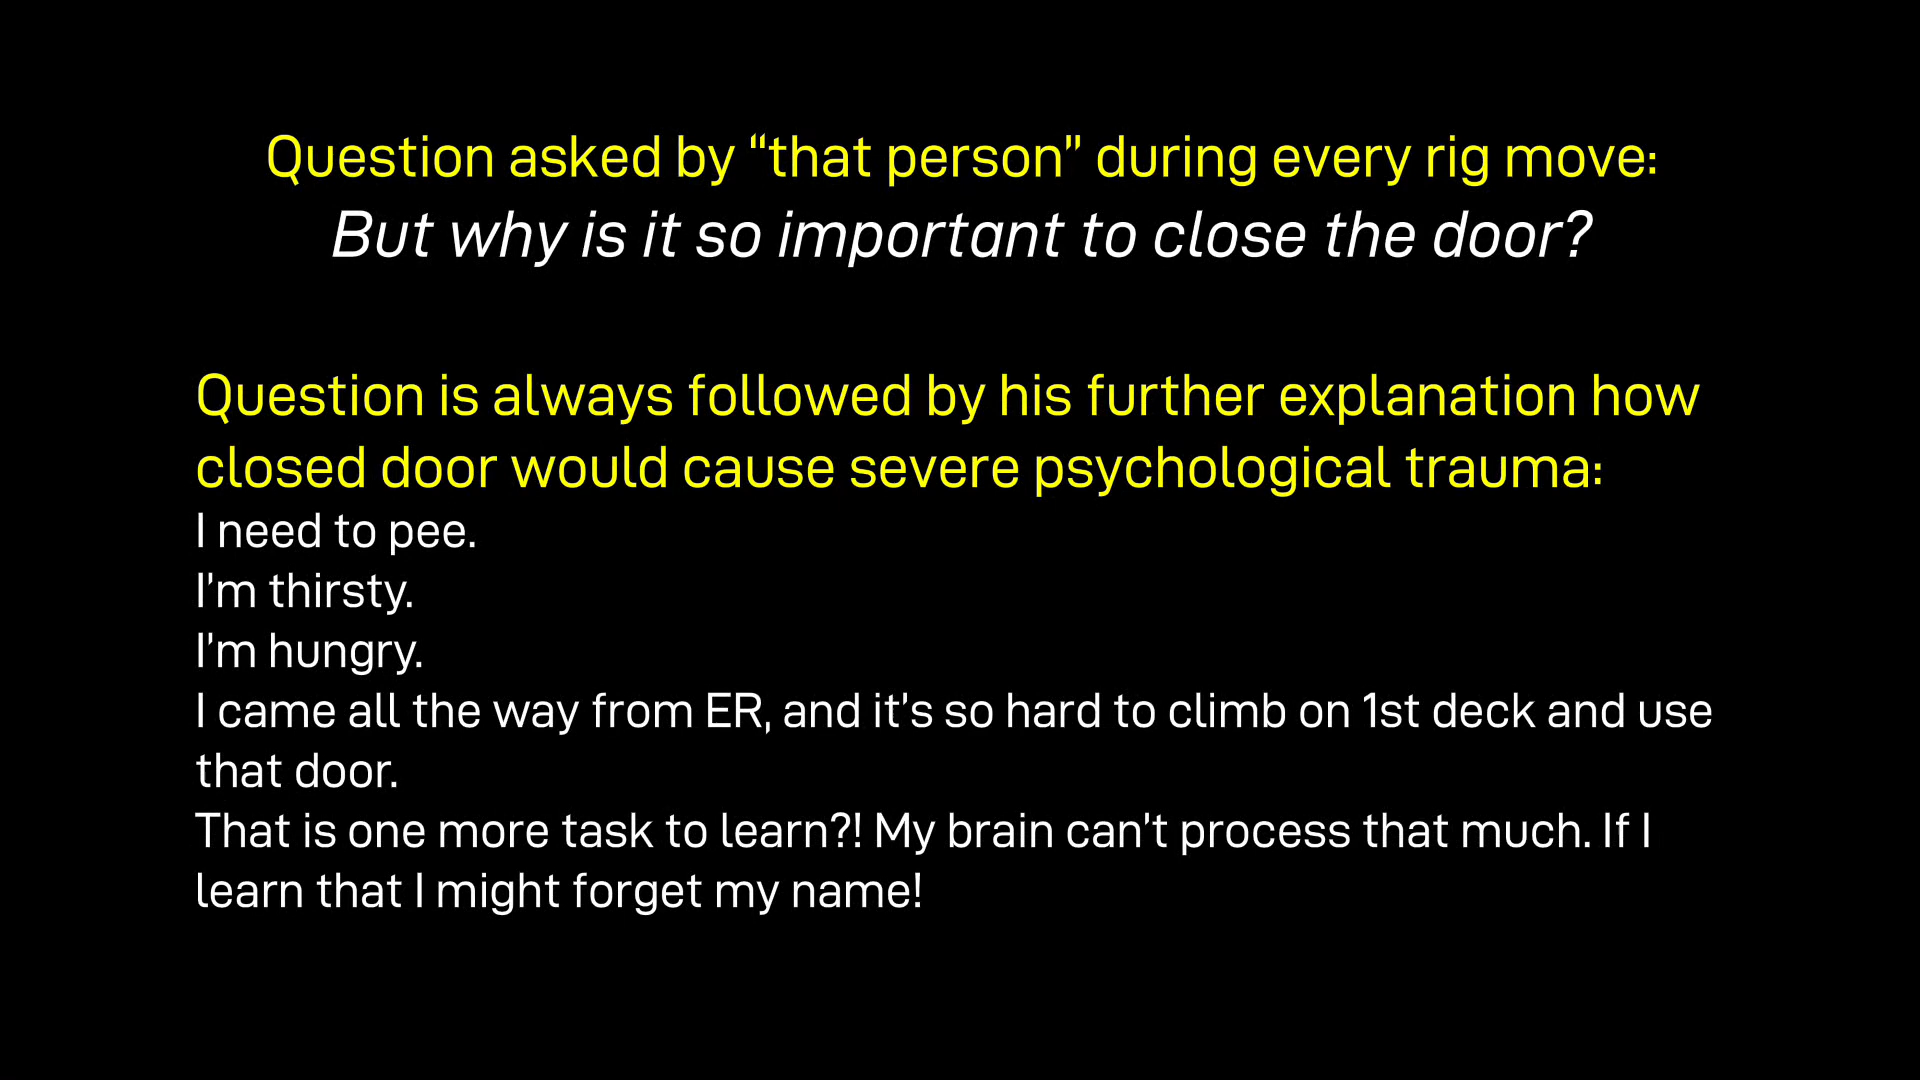 Question asked by “that person” during every rig move:
But why is it so important to close the door?
Question is always followed by his further explanation how
closed door would cause severe psychological trauma:
I need to pee.
I’m thirsty.
I’m hungry.
I came all the way from ER, and it’s so hard to climb on 1st deck and use
that door.
That is one more task to learn?! My brain can’t process that much. If I
learn that I might forget my name!